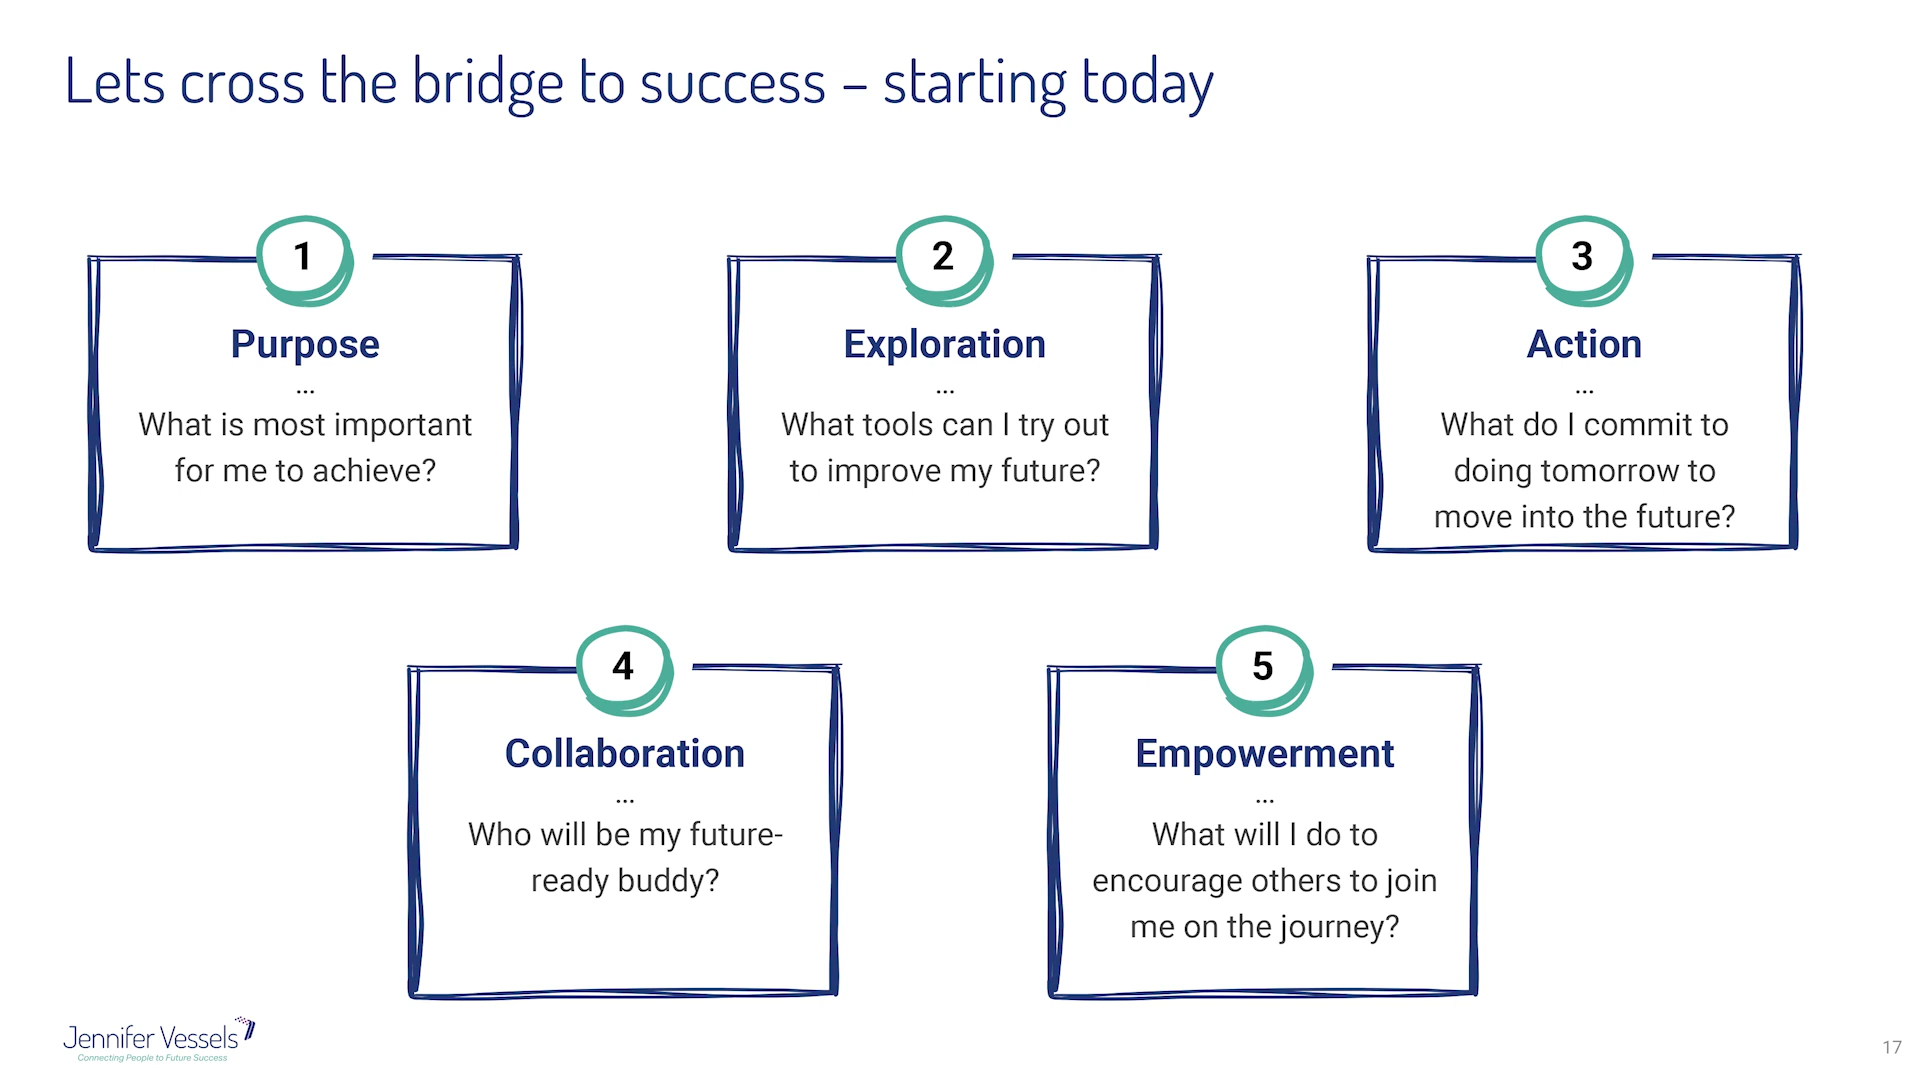 Lets cross the bridge to success – starting today
1
Purpose
...
What is most important
for me to achieve?
2
Exploration
...
What tools can I try out
to improve my future?
3
Action
...
What do I commit to
doing tomorrow to
move into the future?
4
Collaboration
...
Who will be my future-
ready buddy?
5
Empowerment
...
What will I do to
encourage others to join
me on the journey?
Jennifer Vessels
Connecting People to Future Success
17